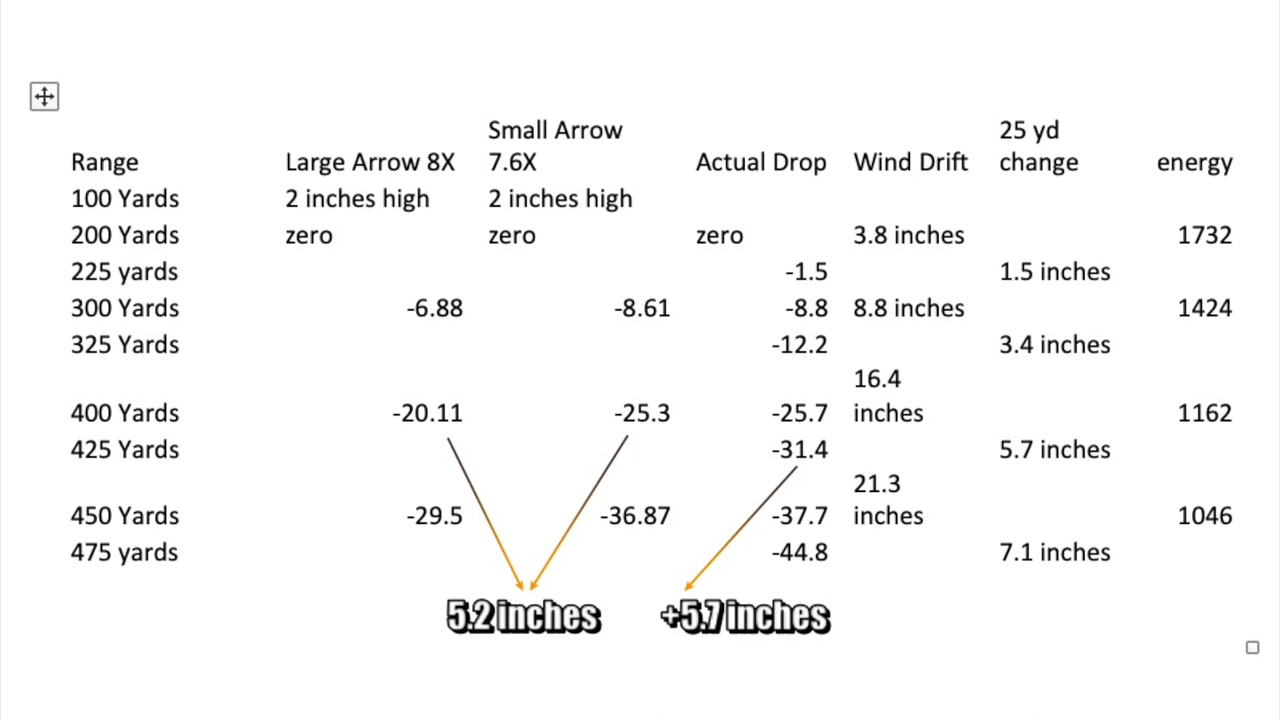 Range Large Arrow 8X Small Arrow 7.6X Actual Drop Wind Drift 25 yd change energy
100 Yards 2 inches high 2 inches high
200 Yards zero zero zero 3.8 inches 1732
225 yards -1.5 1.5 inches
300 Yards -6.88 -8.61 -8.8 8.8 inches 1424
325 Yards -12.2 3.4 inches
400 Yards -20.11 -25.3 -25.7 16.4 inches 1162
425 Yards -31.4 5.7 inches
450 Yards -29.5 -36.87 -37.7 21.3 inches 1046
475 yards -44.8 7.1 inches
5.2 inches +5.7 inches